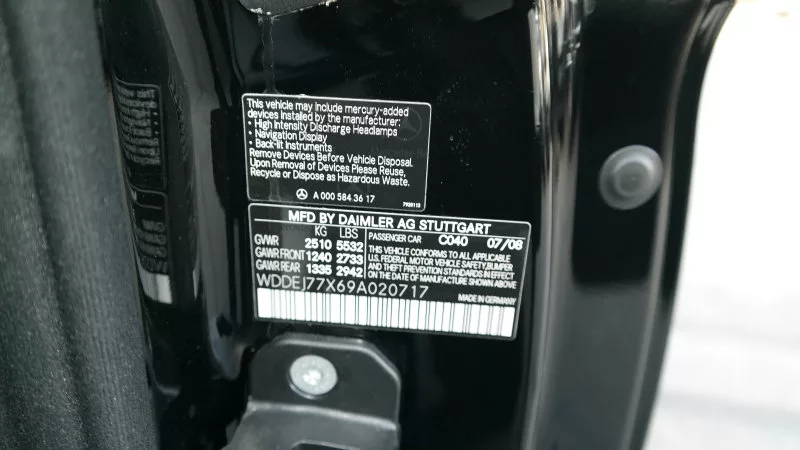 This vehicle may include mercury-added
devices installed by the manufacturer:
• High Intensity Discharge Headlamps
• Navigation Display
• Back-lit Instruments
Remove Devices Before Vehicle Disposal.
Upon Removal of Devices Please Reuse,
Recycle or Dispose as Hazardous Waste.
A 000 584 36 17
MFD BY DAIMLER AG STUTTGART
KG LBS PASSENGER CAR C040 07/08
GVWR 2510 5532
GAWR FRONT 1240 2733
GAWR REAR 1335 2942
THIS VEHICLE CONFORMS TO ALL APPLICABLE
U.S. FEDERAL MOTOR VEHICLE SAFETY, BUMPER
AND THEFT PREVENTION STANDARDS IN EFFECT
ON THE DATE OF MANUFACTURE SHOWN ABOVE.
WDDEJ77X69A020717